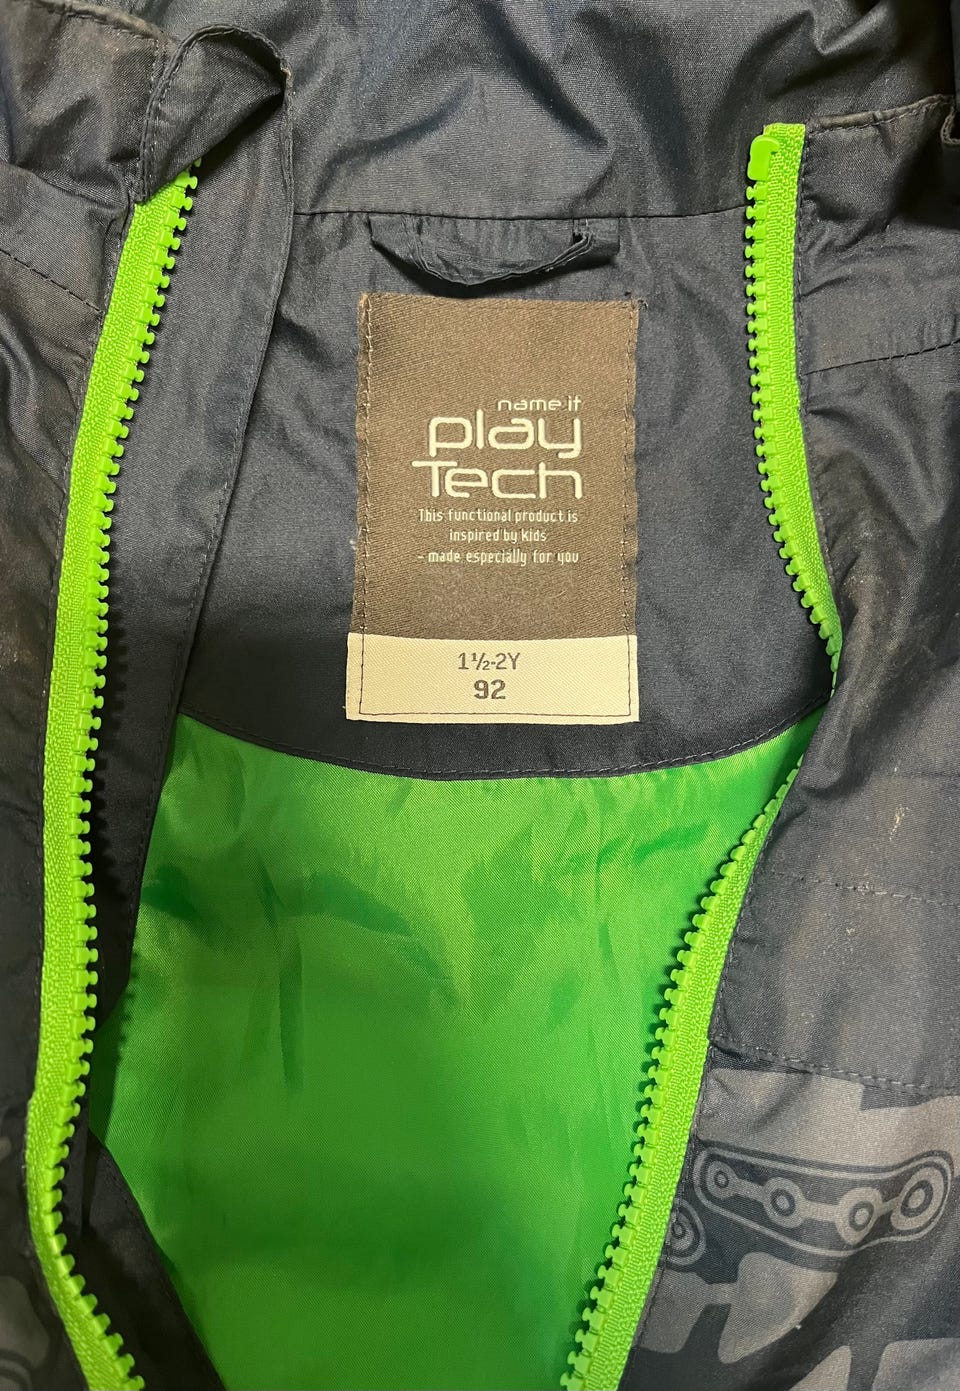 name it
play
Tech
This functional product is
inspired by kids
- made especially for you
1½-2Y
92